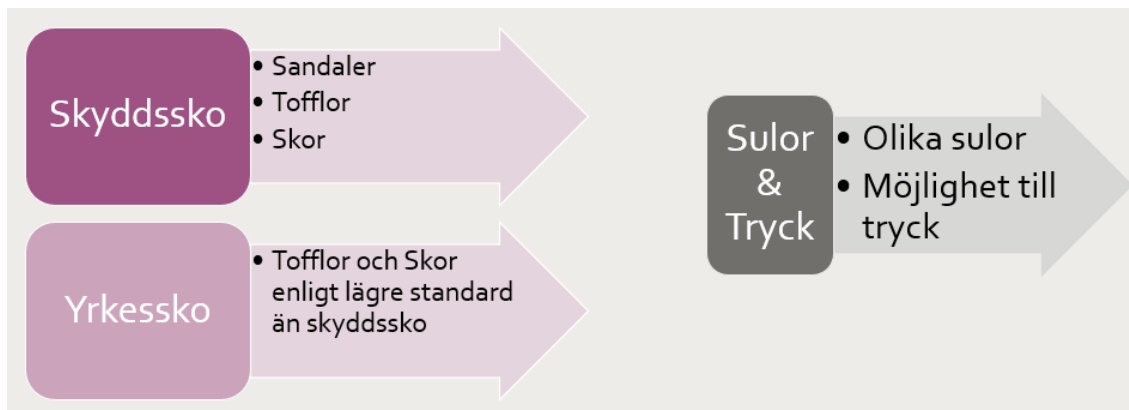 Skyddssko
• Sandaler
• Tofflor
• Skor
Yrkessko
• Tofflor och Skor
enligt lägre standard
än skyddssko
Sulor
&
Tryck
• Olika sulor
• Möjlighet till
tryck